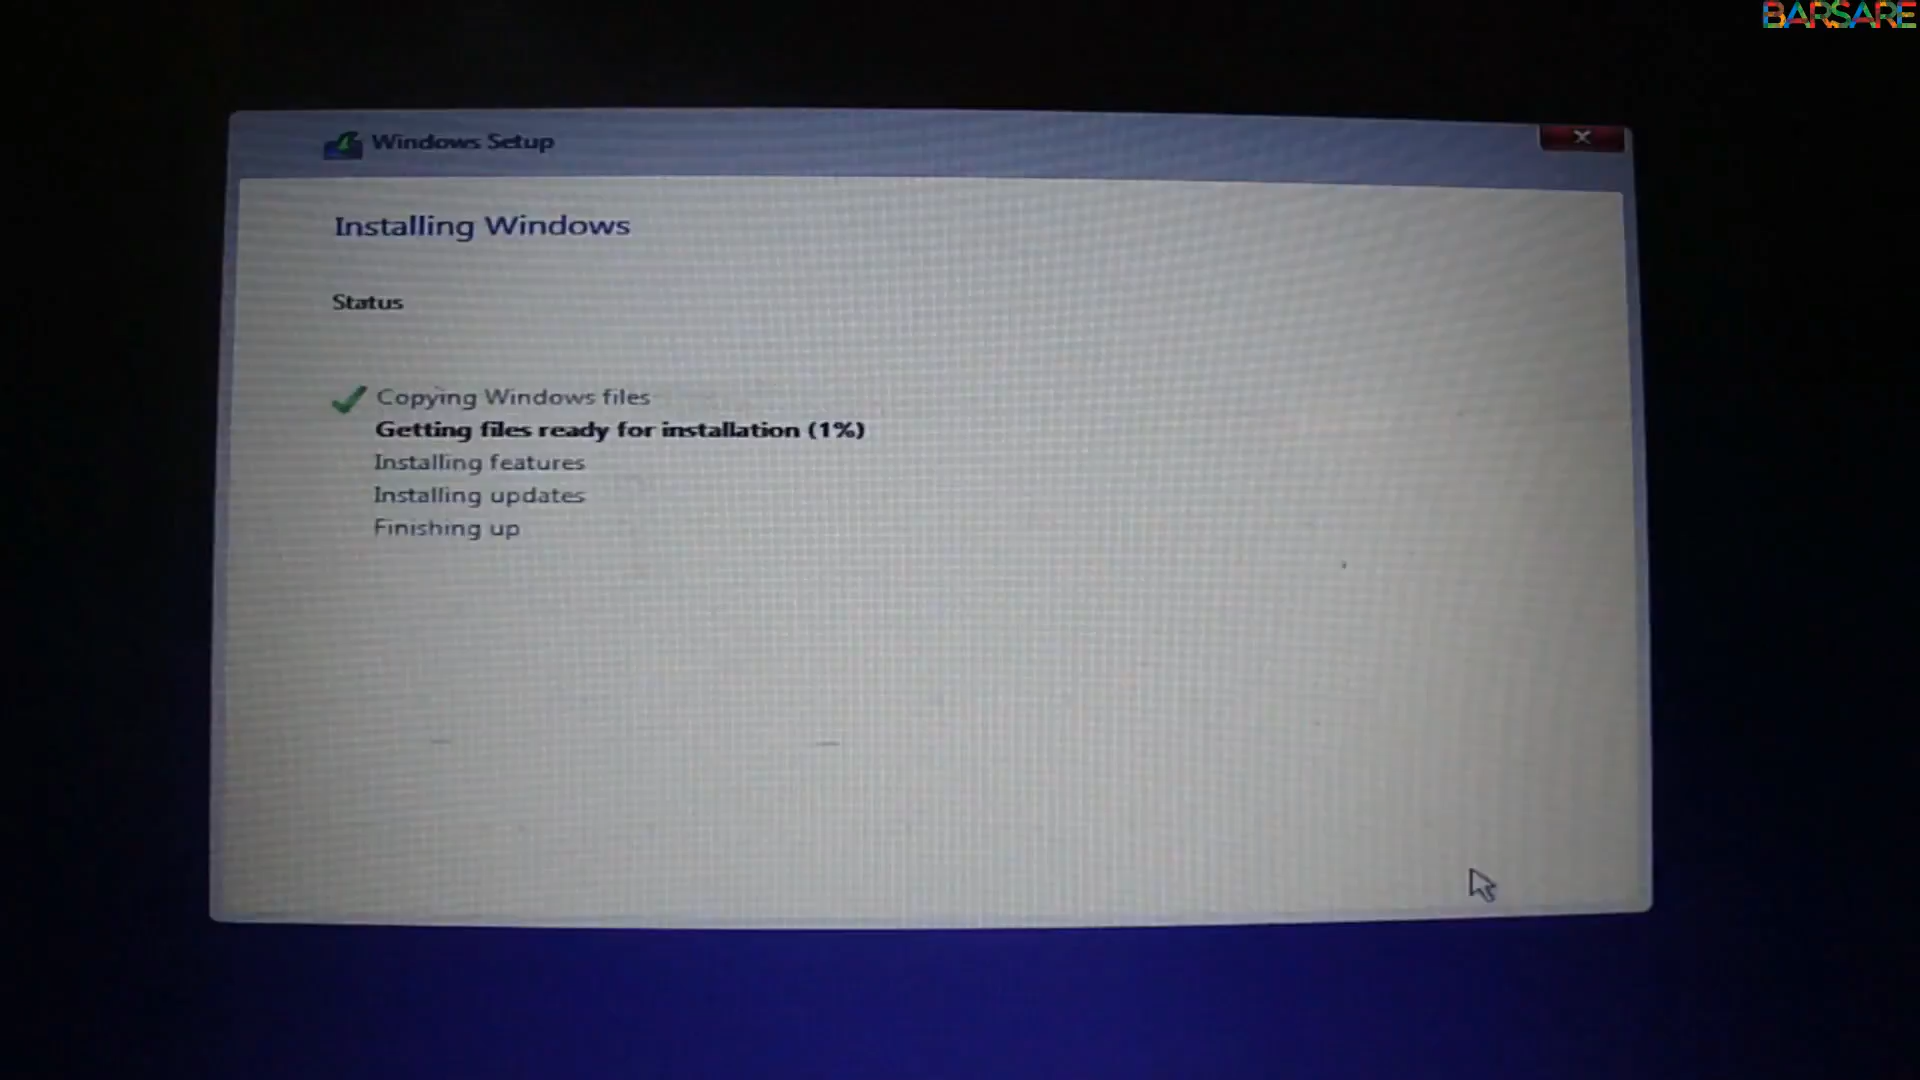 BARSARE
Windows Setup
Installing Windows
Status
Copying Windows files
Getting files ready for installation (1%)
Installing features
Installing updates
Finishing up